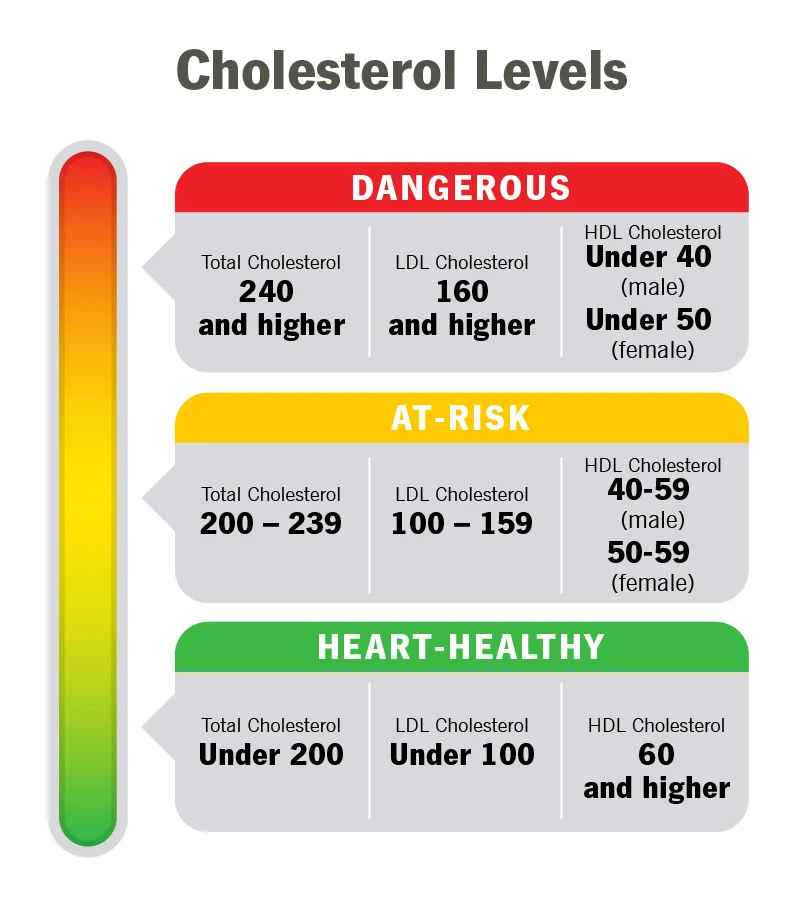 Cholesterol Levels
DANGEROUS
Total Cholesterol
240
and higher
LDL Cholesterol
160
and higher
HDL Cholesterol
Under 40
(male)
Under 50
(female)
AT-RISK
Total Cholesterol
200 – 239
LDL Cholesterol
100 – 159
HDL Cholesterol
40-59
(male)
50-59
(female)
HEART-HEALTHY
Total Cholesterol
Under 200
LDL Cholesterol
Under 100
HDL Cholesterol
60
and higher